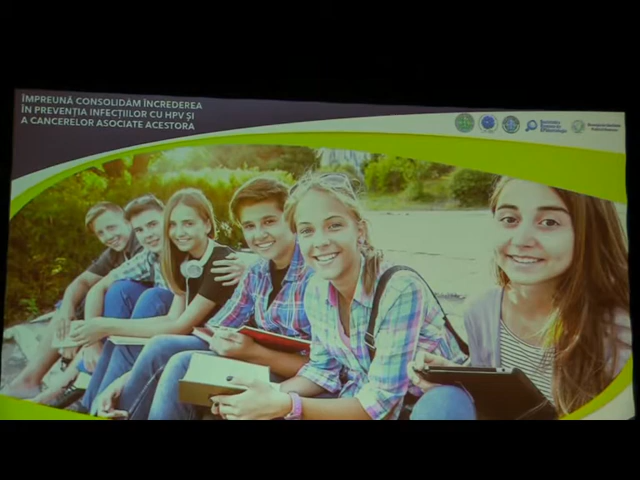 ÎMPREUNĂ CONSOLIDĂM ÎNCREDEREA
ÎN PREVENȚIA INFECȚIILOR CU HPV ȘI
A CANCERELOR ASOCIATE ACESTORA